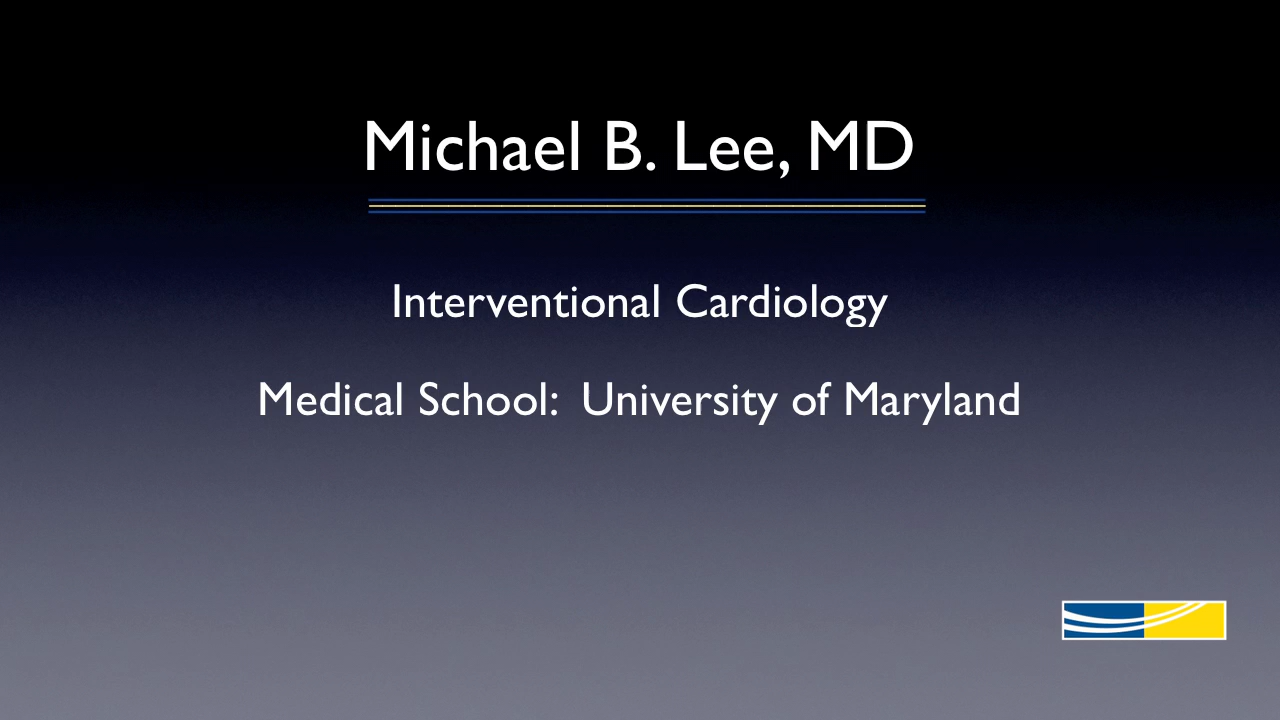 Michael B. Lee, MD
Interventional Cardiology
Medical School:  University of Maryland